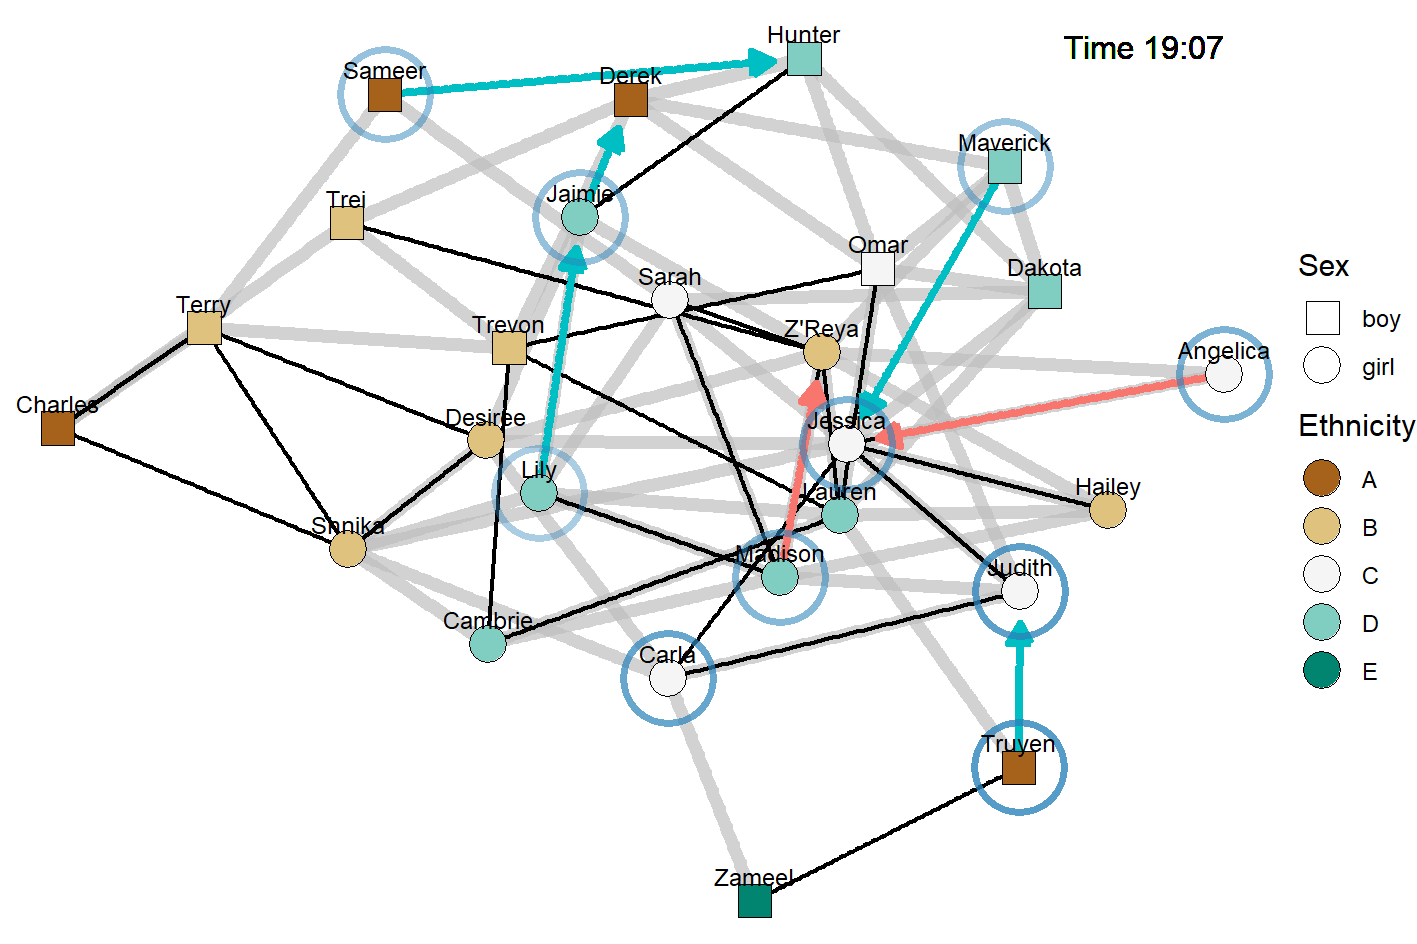 Hunter
Time 19:07
Sameer
Derek
Maverick
Jaimie
Trei
Omar
Sarah
Dakota
Sex
Terry
Trevon
Z'Reya
boy
Angelica
girl
Charles
Desiree
Jessica
Ethnicity
Lily
Lauren
Hailey
A
Shnika
B
Madison
Judith
C
Cambrie
D
Carla
E
Truyen
Zameel